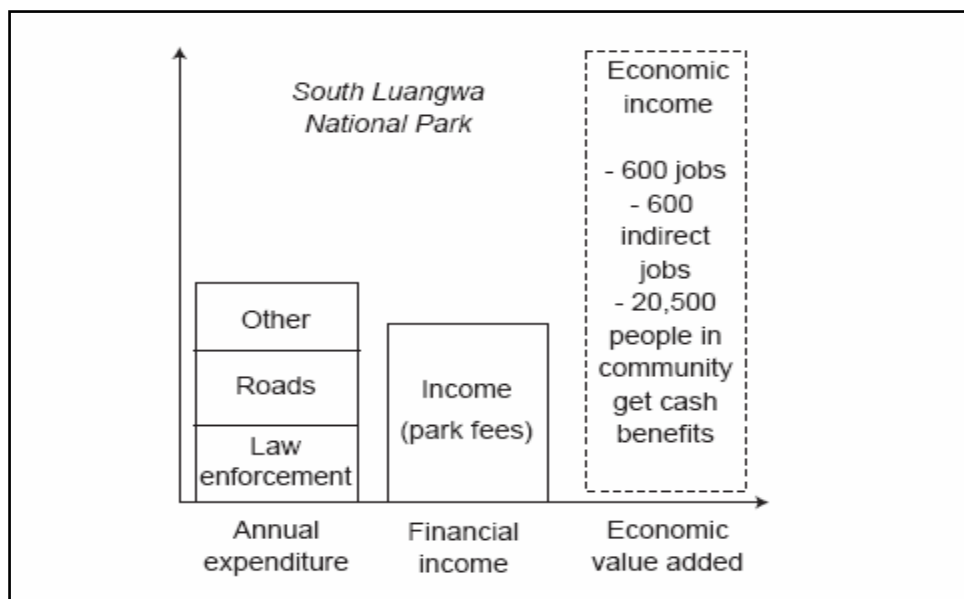 South Luangwa
National Park
Economic
income
- 600 jobs
- 600
indirect
jobs
- 20,500
people in
community
get cash
benefits
Other
Roads
Law
enforcement
Income
(park fees)
Annual
expenditure
Financial
income
Economic
value added